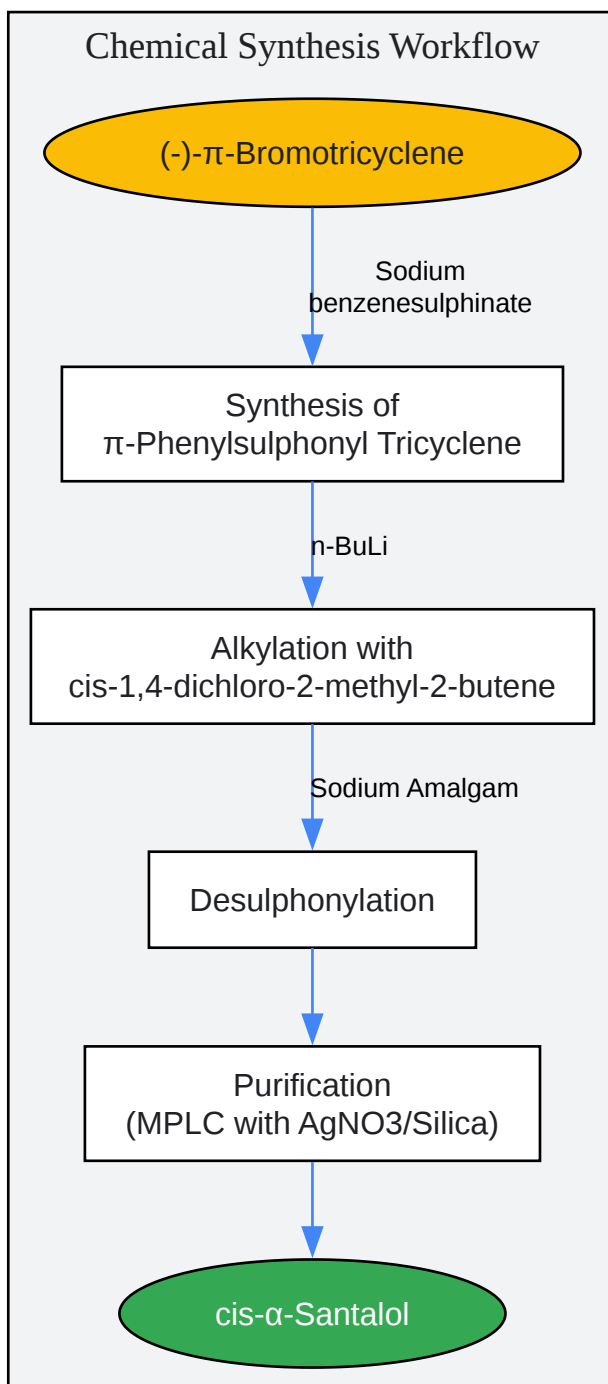 Chemical Synthesis Workflow
(-)-π-Bromotricyclene
Sodium
benzenesulphinate
Synthesis of
π-Phenylsulphonyl Tricyclene
n-BuLi
Alkylation with
cis-1,4-dichloro-2-methyl-2-butene
Sodium Amalgam
Desulphonylation
Purification
(MPLC with AgNO3/Silica)
cis-α-Santalol